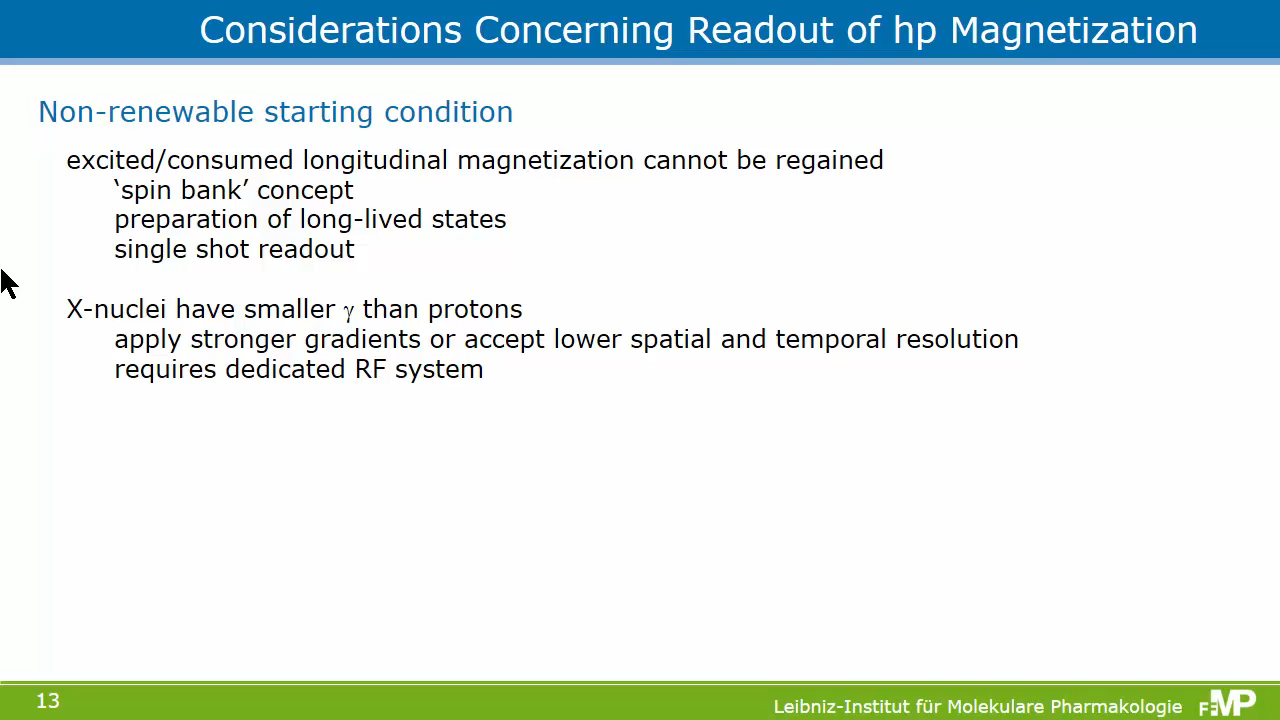 Considerations Concerning Readout of hp Magnetization
Non-renewable starting condition
excited/consumed longitudinal magnetization cannot be regained
‘spin bank’ concept
preparation of long-lived states
single shot readout
X-nuclei have smaller γ than protons
apply stronger gradients or accept lower spatial and temporal resolution
requires dedicated RF system
13
Leibniz-Institut für Molekulare Pharmakologie
FMP